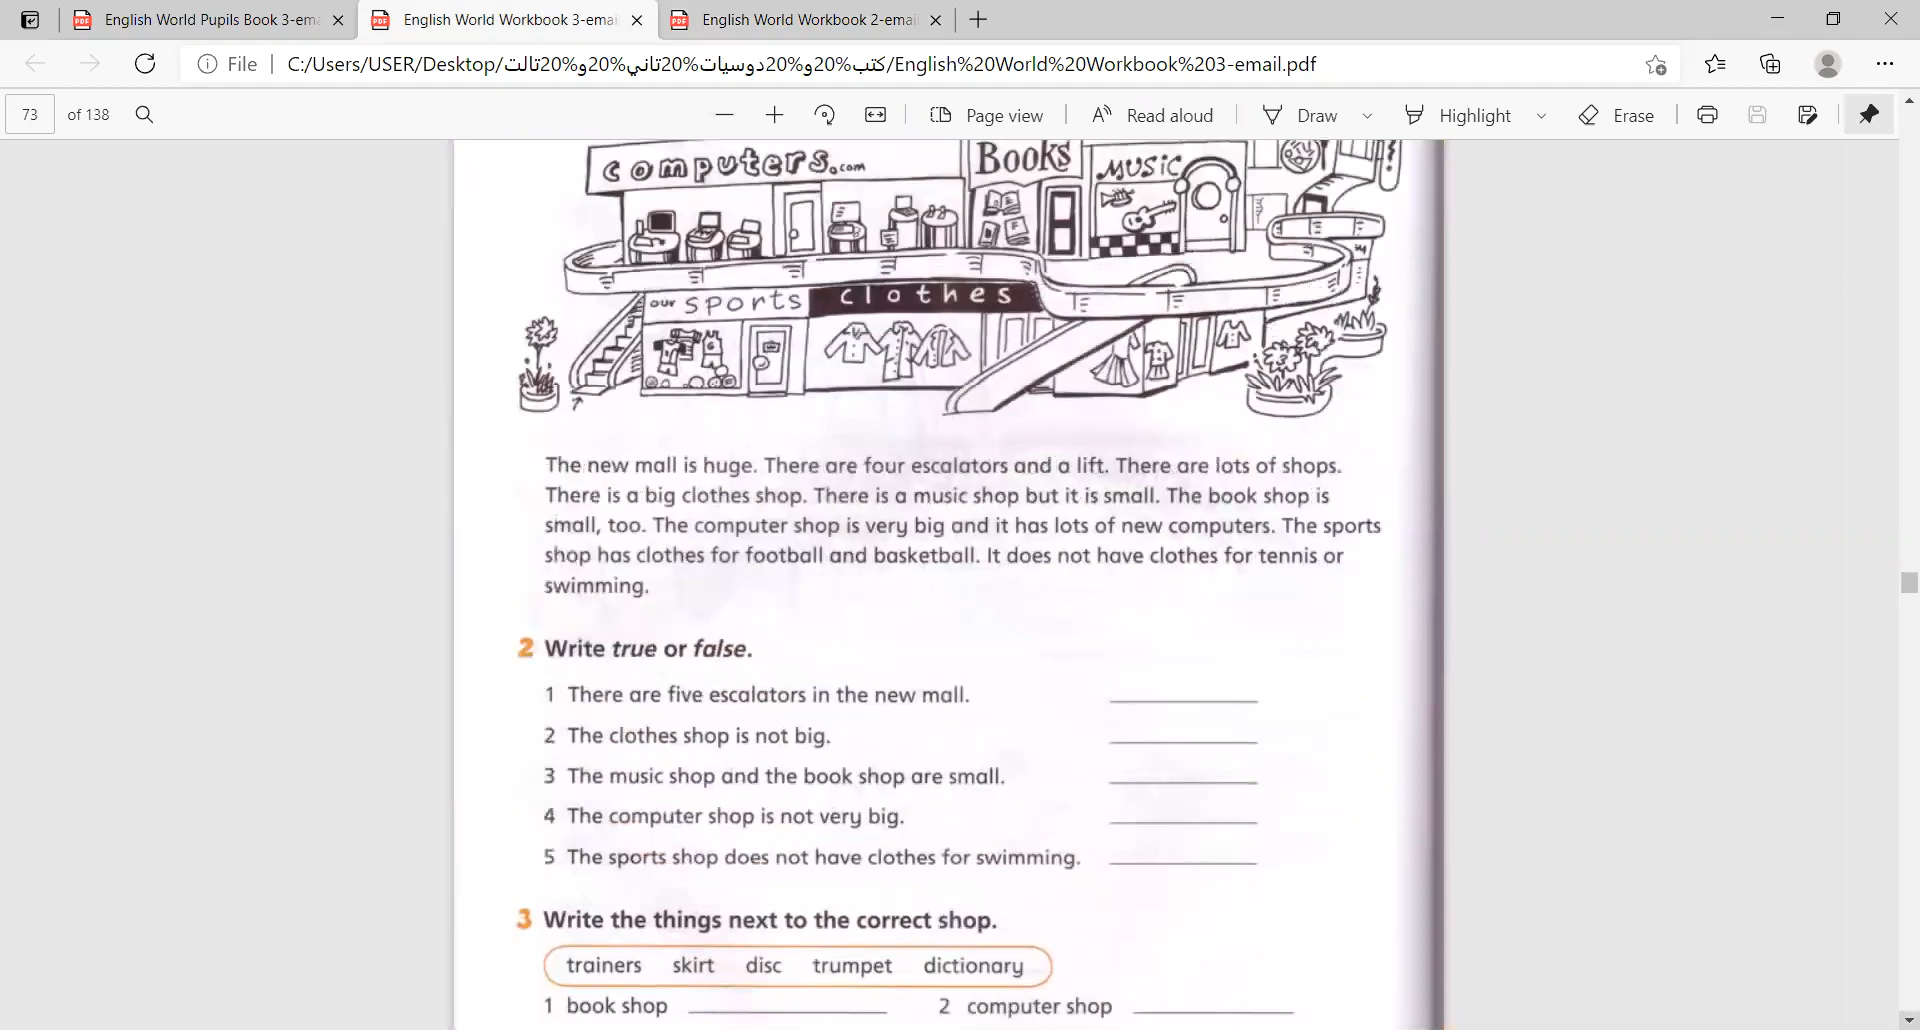 English World Pupils Book 3-ema
English World Workbook 3-emai
English World Workbook 2-emai
File
C:/Users/USER/Desktop/كتب%20و%20دوسيات%20تاني%20و%20تالت/English%20World%20Workbook%203-email.pdf
73 of 138
Page view
Read aloud
Draw
Highlight
Erase
computers.com
Books
MUSIC
our sports
clothes
The new mall is huge. There are four escalators and a lift. There are lots of shops.
There is a big clothes shop. There is a music shop but it is small. The book shop is
small, too. The computer shop is very big and it has lots of new computers. The sports
shop has clothes for football and basketball. It does not have clothes for tennis or
swimming.
2 Write true or false.
1 There are five escalators in the new mall.
2 The clothes shop is not big.
3 The music shop and the book shop are small.
4 The computer shop is not very big.
5 The sports shop does not have clothes for swimming.
3 Write the things next to the correct shop.
trainers skirt disc trumpet dictionary
1 book shop
2 computer shop